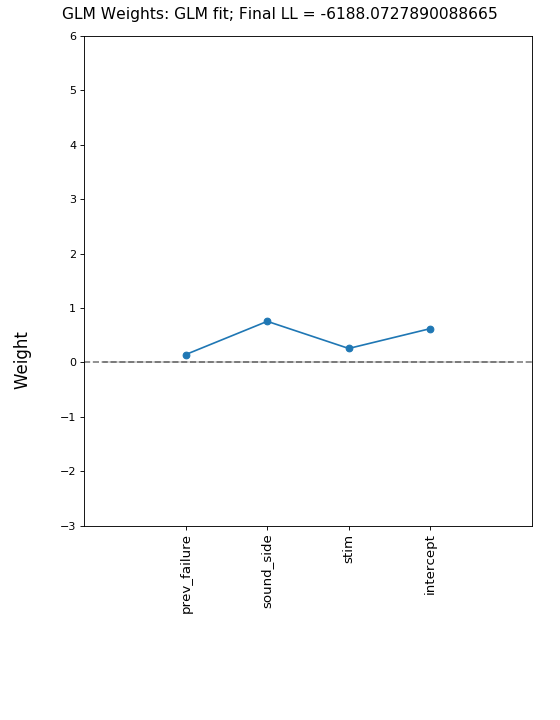 GLM Weights: GLM fit; Final LL = -6188.0727890088665
6
5
4
3
2
1
0
−1
−2
−3
Weight
prev_failure
sound_side
stim
intercept